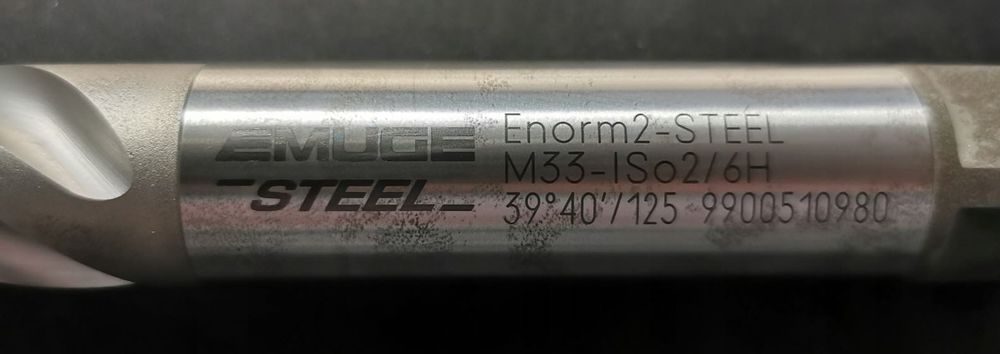 EMUGE
STEEL
Enorm2-STEEL
M33-ISo2/6H
39°40'/125 9900510980